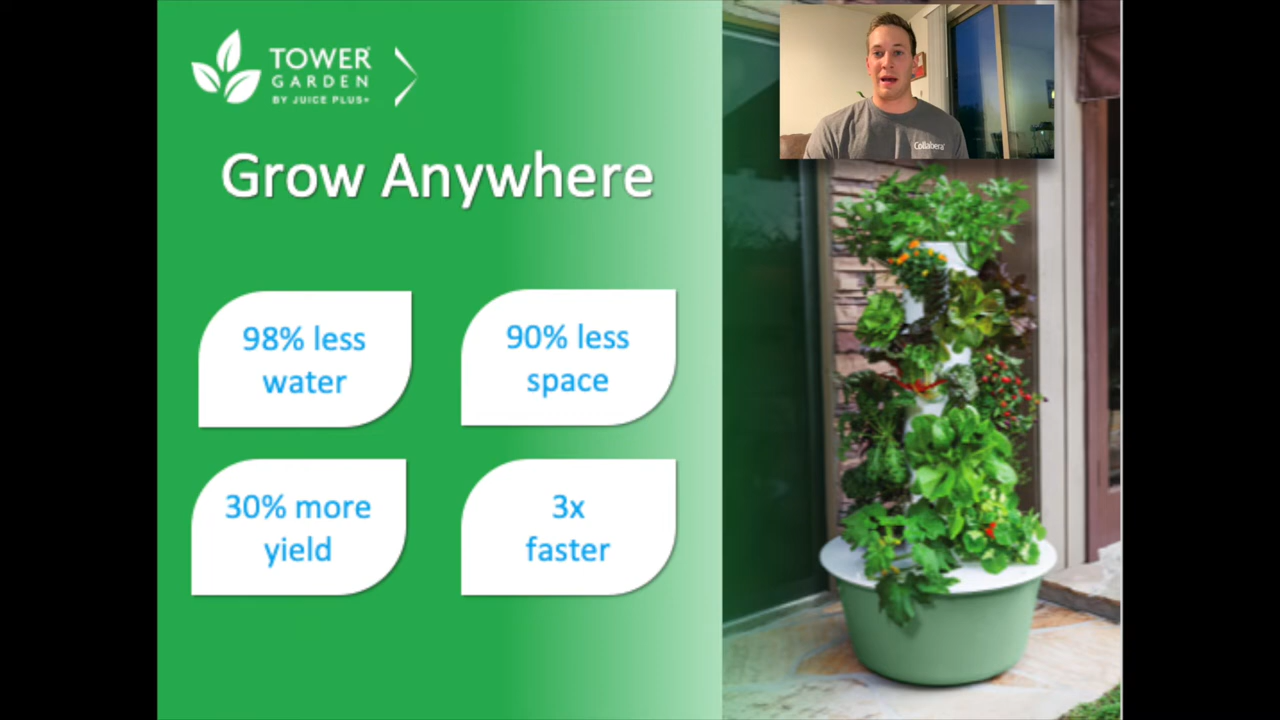 TOWER
GARDEN
BY JUICE PLUS+
Grow Anywhere
98% less
water
90% less
space
30% more
yield
3x
faster
Collabera